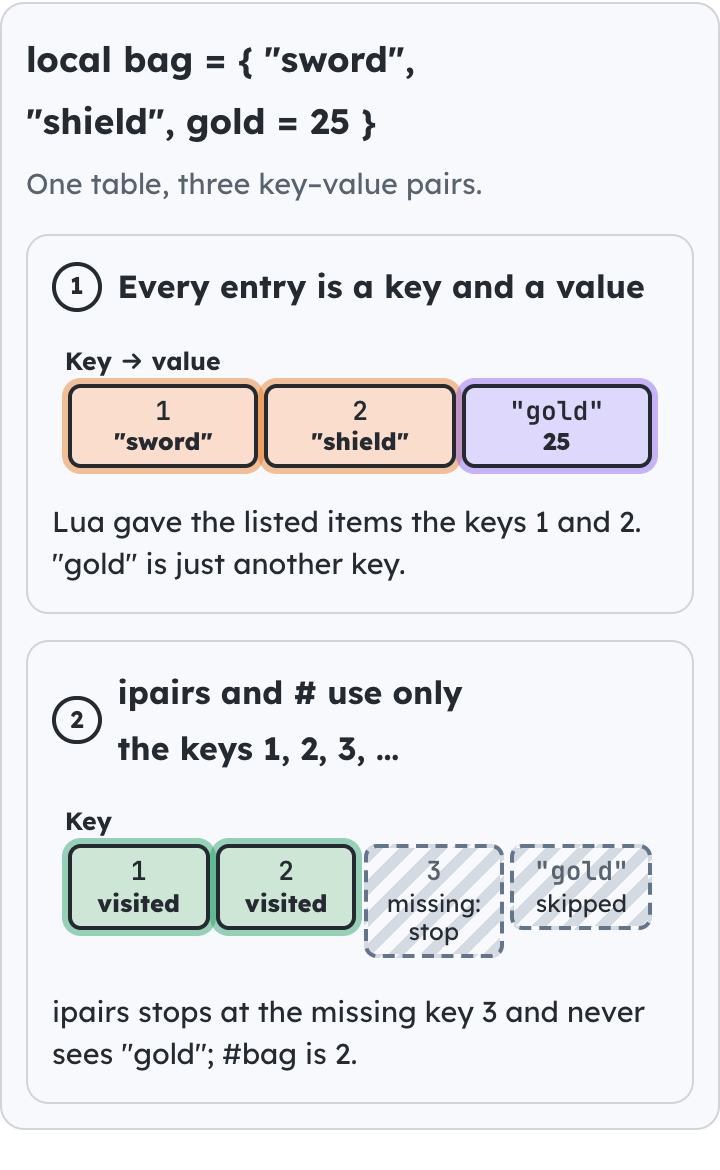 local bag = { "sword",
"shield", gold = 25 }
One table, three key–value pairs.
1 Every entry is a key and a value
Key → value
1 2 "gold"
"sword" "shield" 25
Lua gave the listed items the keys 1 and 2.
"gold" is just another key.
2 ipairs and # use only
the keys 1, 2, 3, ...
Key
1 2 3 "gold"
visited visited missing: skipped
stop
ipairs stops at the missing key 3 and never
sees "gold"; #bag is 2.